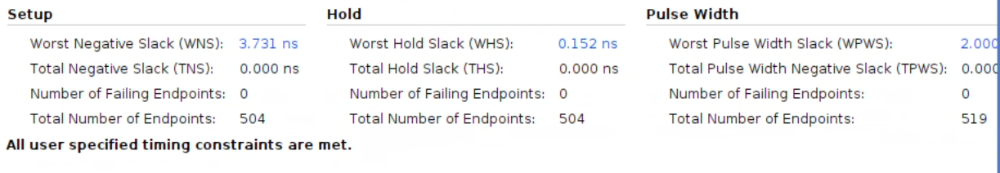 Setup
Worst Negative Slack (WNS): 3.731 ns
Total Negative Slack (TNS): 0.000 ns
Number of Failing Endpoints: 0
Total Number of Endpoints: 504
Hold
Worst Hold Slack (WHS): 0.152 ns
Total Hold Slack (THS): 0.000 ns
Number of Failing Endpoints: 0
Total Number of Endpoints: 504
Pulse Width
Worst Pulse Width Slack (WPWS): 2.000
Total Pulse Width Negative Slack (TPWS): 0.000
Number of Failing Endpoints: 0
Total Number of Endpoints: 519
All user specified timing constraints are met.